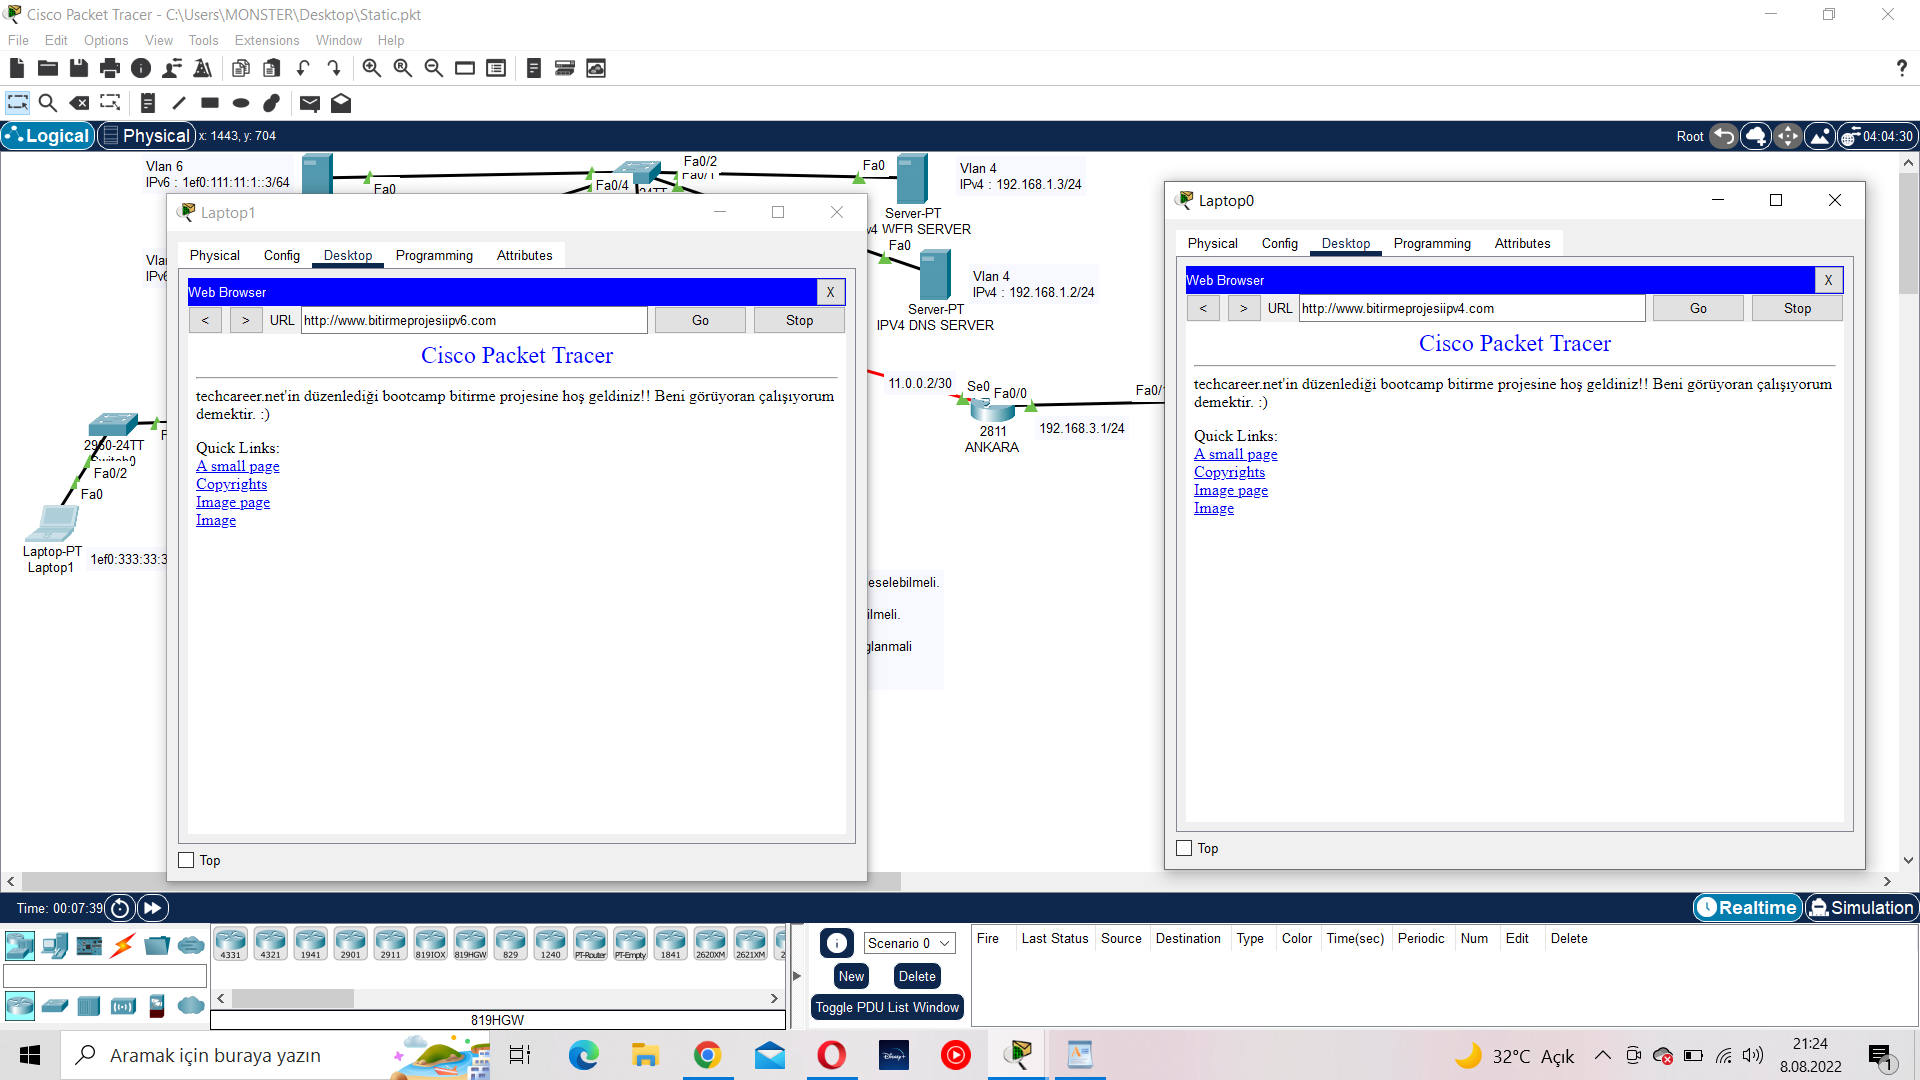 Cisco Packet Tracer - C:\Users\MONSTER\Desktop\Static.pkt
File Edit Options View Tools Extensions Window Help
Logical Physical x: 1443, y: 704
Root 04:04:30
Vlan 6
IPv6 : 1ef0:111:11:1::3/64
Fa0
Fa0/4
Fa0/2
Fa0/1
24TT
Fa0
Vlan 4
IPv4 : 192.168.1.3/24
Server-PT
v4 WEB SERVER
Fa0
Vlan 4
IPv4 : 192.168.1.2/24
Server-PT
IPV4 DNS SERVER
11.0.0.2/30
Se0
Fa0/0
Fa0/
192.168.3.1/24
2811
ANKARA
2960-24TT
Switch0
Fa0/2
Fa0
Laptop-PT
Laptop1
1ef0:333:33:3
eselebilmeli.
ilmeli.
glanmali
Laptop1
Physical Config Desktop Programming Attributes
Web Browser X
< > URL http://www.bitirmeprojesiipv6.com Go Stop
Cisco Packet Tracer
techcareer.net'in düzenlediği bootcamp bitirme projesine hoş geldiniz!! Beni görüyoran çalışıyorum
demektir. :)
Quick Links:
A small page
Copyrights
Image page
Image
Top
Laptop0
Physical Config Desktop Programming Attributes
Web Browser X
< > URL http://www.bitirmeprojesiipv4.com Go Stop
Cisco Packet Tracer
techcareer.net'in düzenlediği bootcamp bitirme projesine hoş geldiniz!! Beni görüyoran çalışıyorum
demektir. :)
Quick Links:
A small page
Copyrights
Image page
Image
Top
Time: 00:07:39
Realtime Simulation
4331 4321 1941 2901 2911 819IOX 819HGW 829 1240 PT-Router PT-Empty 1841 2620XM 2621XM 2
819HGW
Scenario 0
New Delete
Toggle PDU List Window
Fire Last Status Source Destination Type Color Time(sec) Periodic Num Edit Delete
Aramak için buraya yazın
Disney+
32°C Açık
21:24
8.08.2022
1